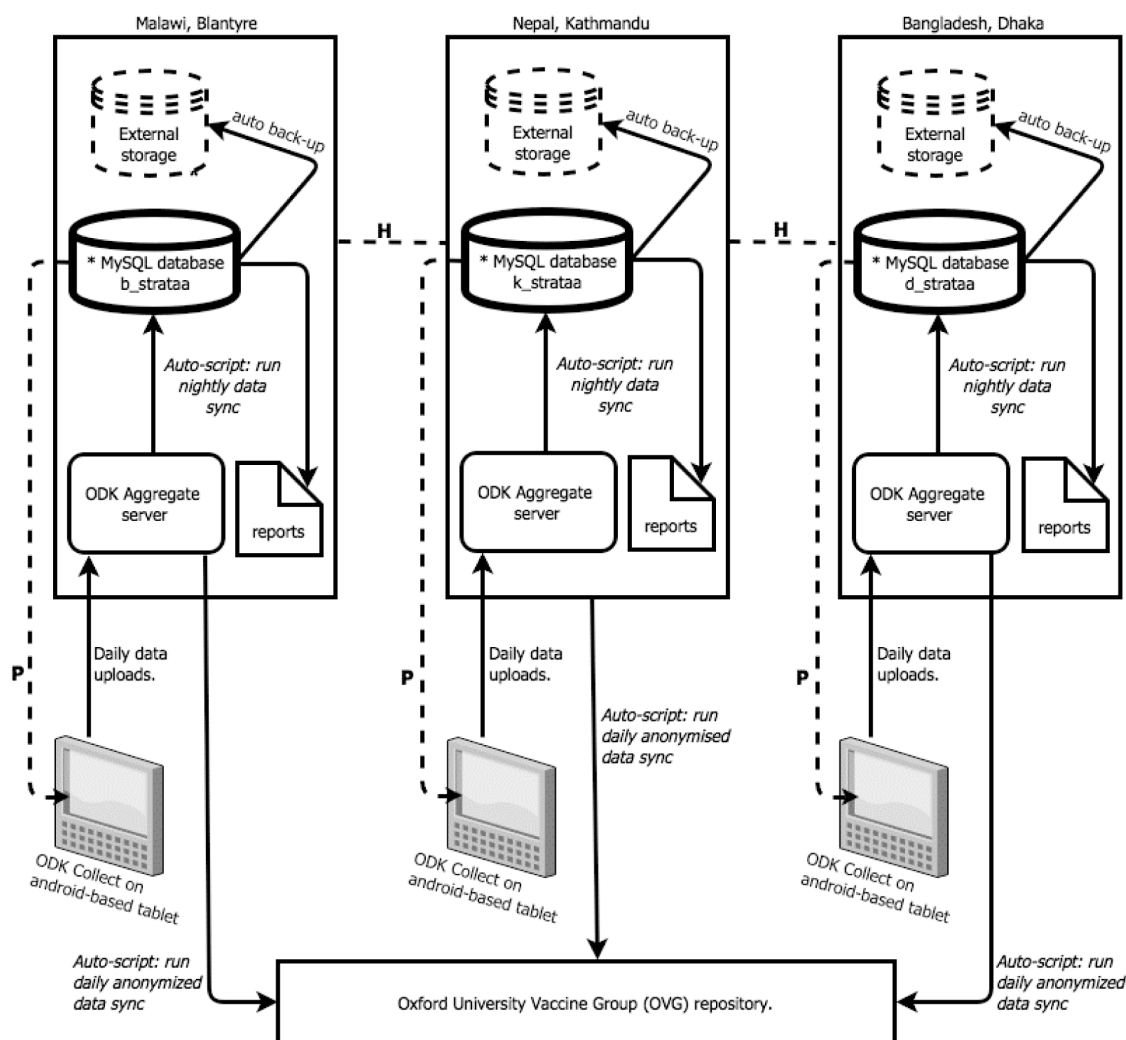 Malawi, Blantyre
External
storage
auto back-up
* MySQL database
b_strataa
Auto-script: run
nightly data
sync
ODK Aggregate
server
reports
P
Daily data
uploads.
ODK Collect on
android-based tablet
Auto-script: run
daily anonymized
data sync
H
Nepal, Kathmandu
External
storage
auto back-up
* MySQL database
k_strataa
Auto-script: run
nightly data
sync
ODK Aggregate
server
reports
P
Daily data
uploads.
ODK Collect on
android-based tablet
Auto-script: run
daily anonymised
data sync
H
Bangladesh, Dhaka
External
storage
auto back-up
* MySQL database
d_strataa
Auto-script: run
nightly data
sync
ODK Aggregate
server
reports
P
Daily data
uploads.
ODK Collect on
android-based tablet
Auto-script: run
daily anonymized
data sync
Oxford University Vaccine Group (OVG) repository.